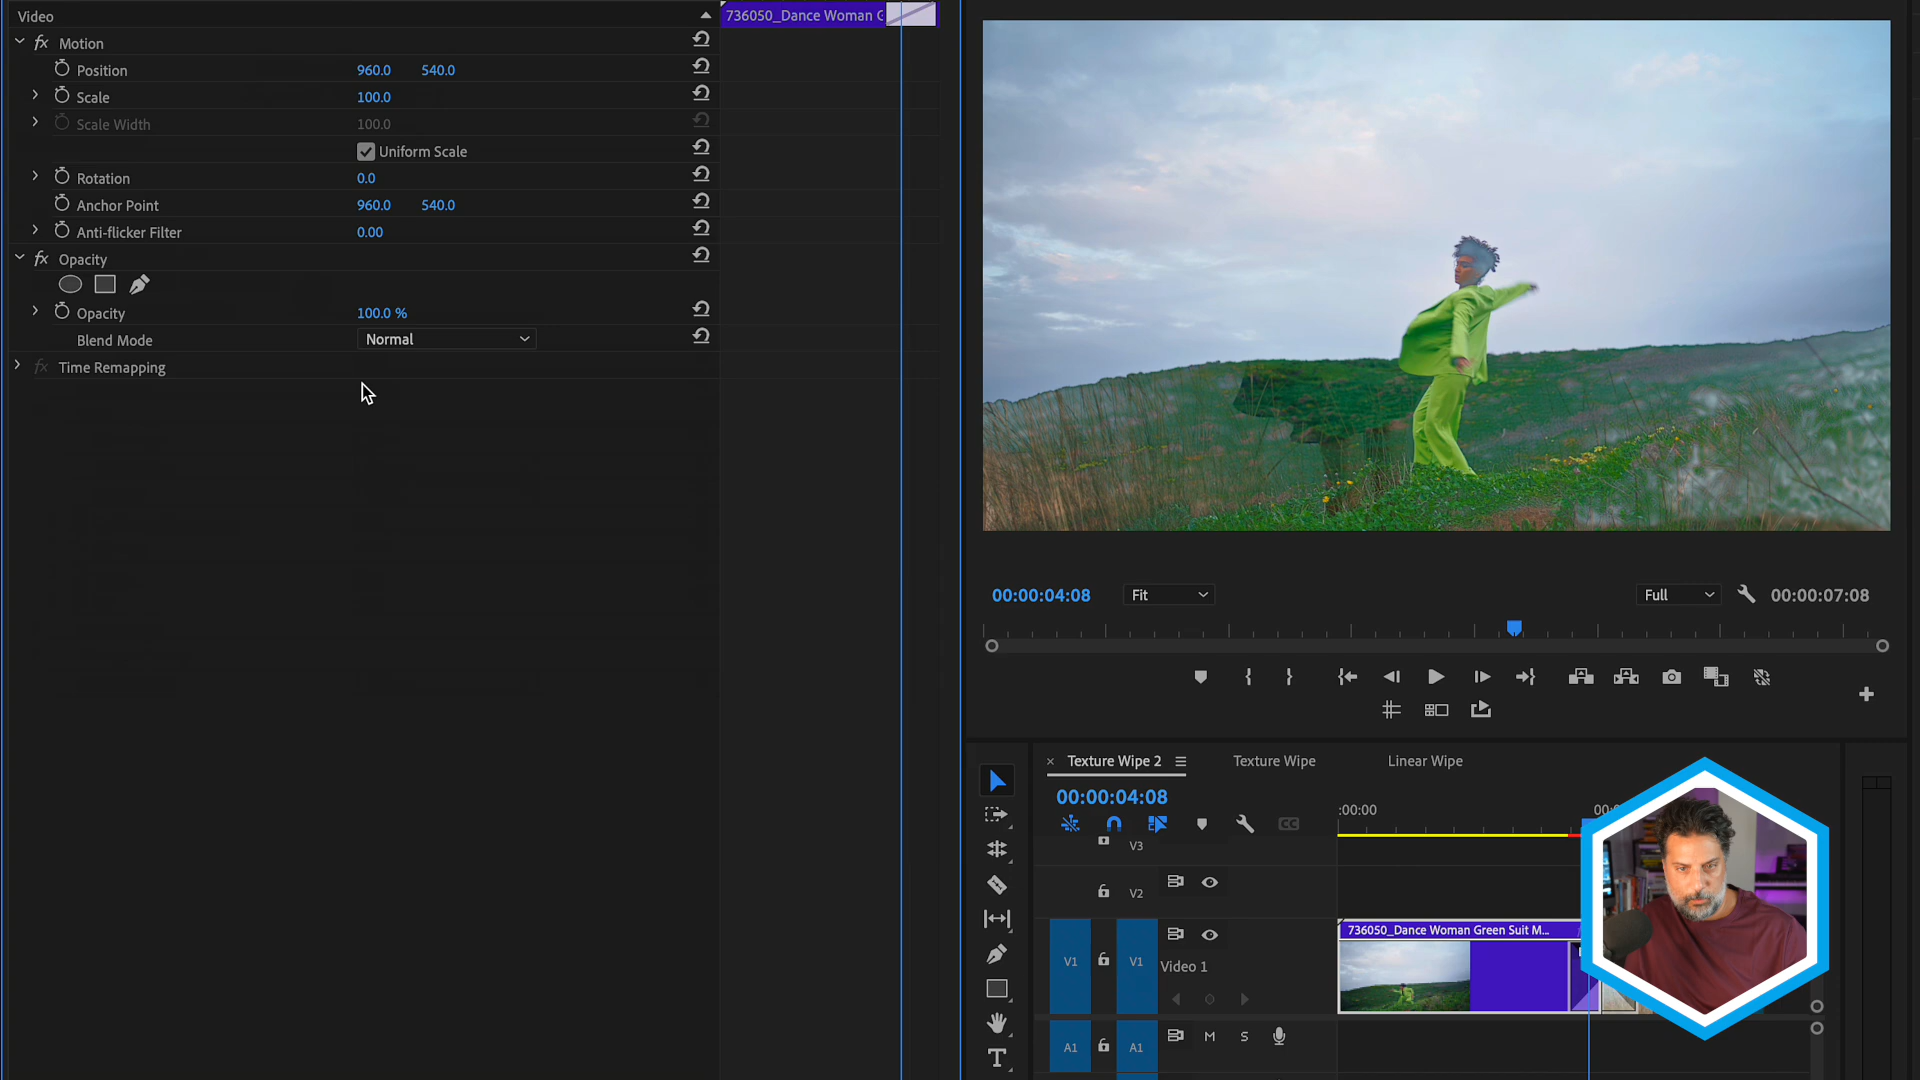 Video
736050_Dance Woman G
fx Motion
Position 960.0 540.0
Scale 100.0
Scale Width 100.0
Uniform Scale
Rotation 0.0
Anchor Point 960.0 540.0
Anti-flicker Filter 0.00
fx Opacity
Opacity 100.0 %
Blend Mode Normal
fx Time Remapping
00:00:04:08 Fit Full 00:00:07:08
Texture Wipe 2 Texture Wipe Linear Wipe
00:00:04:08
:00:00
CC
V3
V2
736050_Dance Woman Green Suit M...
V1 V1 Video 1
A1 A1 M S
T